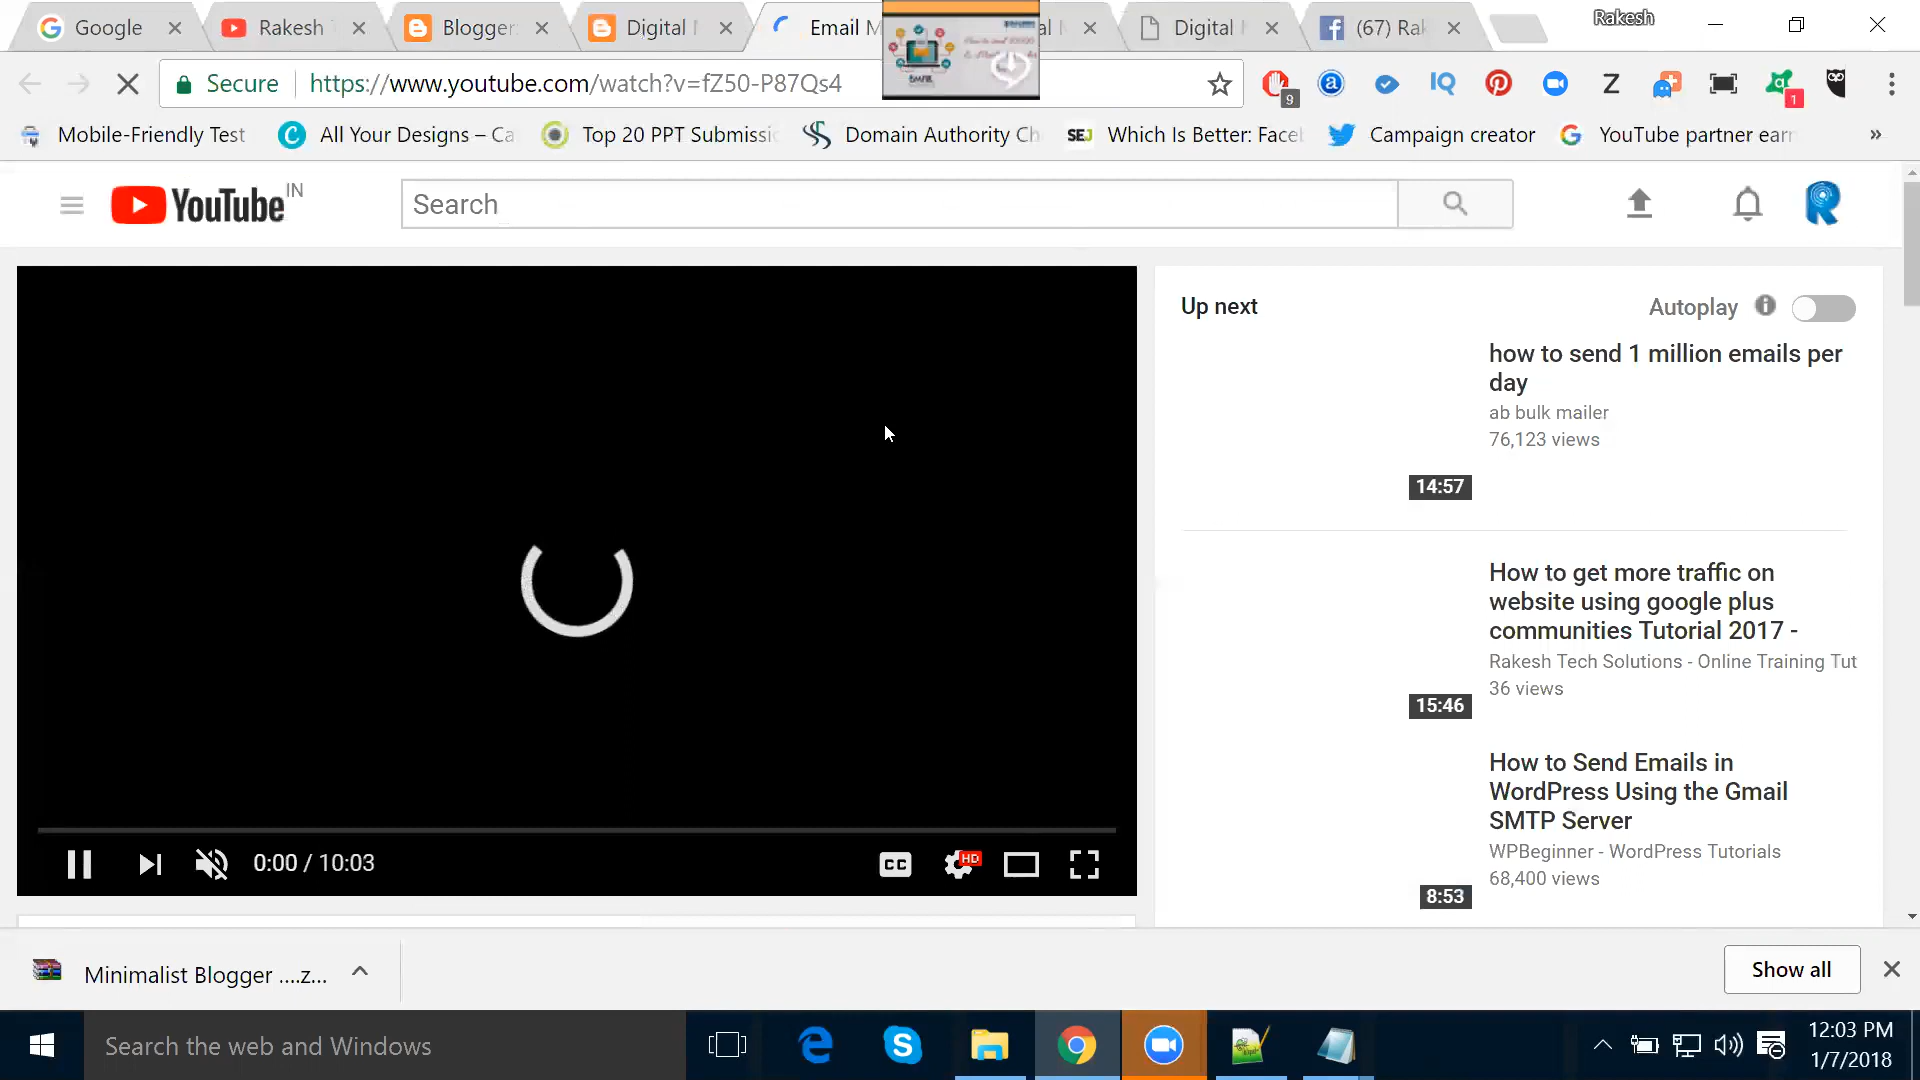 Google
Rakesh
Blogger
Digital
Email M
al
Digital
(67) Rak
Rakesh
Secure
https://www.youtube.com/watch?v=fZ50-P87Qs4
9
1
Mobile-Friendly Test
All Your Designs – Ca
Top 20 PPT Submissi
Domain Authority Ch
SEJ
Which Is Better: Face
Campaign creator
YouTube partner earn
»
YouTube IN
Search
Up next
Autoplay
how to send 1 million emails per
day
ab bulk mailer
76,123 views
14:57
How to get more traffic on
website using google plus
communities Tutorial 2017 -
Rakesh Tech Solutions - Online Training Tut
36 views
15:46
How to Send Emails in
WordPress Using the Gmail
SMTP Server
WPBeginner - WordPress Tutorials
68,400 views
8:53
0:00 / 10:03
CC
HD
Minimalist Blogger ....z...
Show all
Search the web and Windows
12:03 PM
1/7/2018